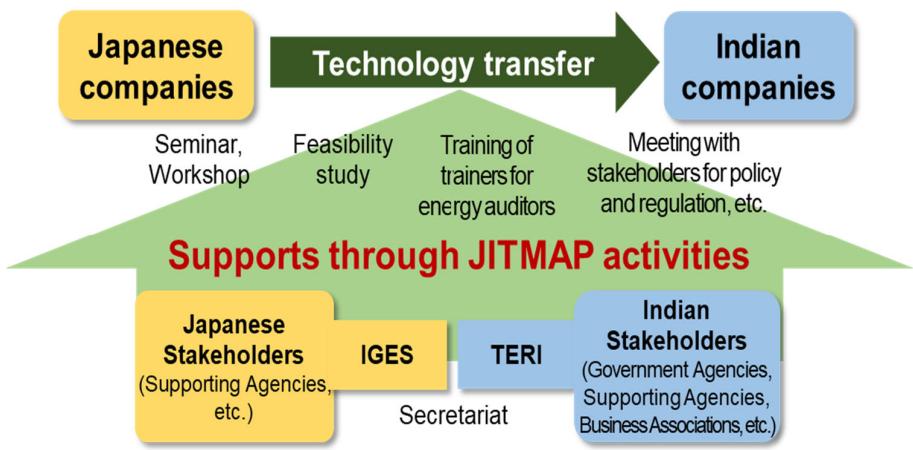 Japanese
companies
Technology transfer
Indian
companies
Seminar,
Workshop
Feasibility
study
Training of
trainers for
energy auditors
Meeting with
stakeholders for policy
and regulation, etc.
Supports through JITMAP activities
Japanese
Stakeholders
(Supporting Agencies,
etc.)
IGES
TERI
Secretariat
Indian
Stakeholders
(Government Agencies,
Supporting Agencies,
Business Associations, etc.)